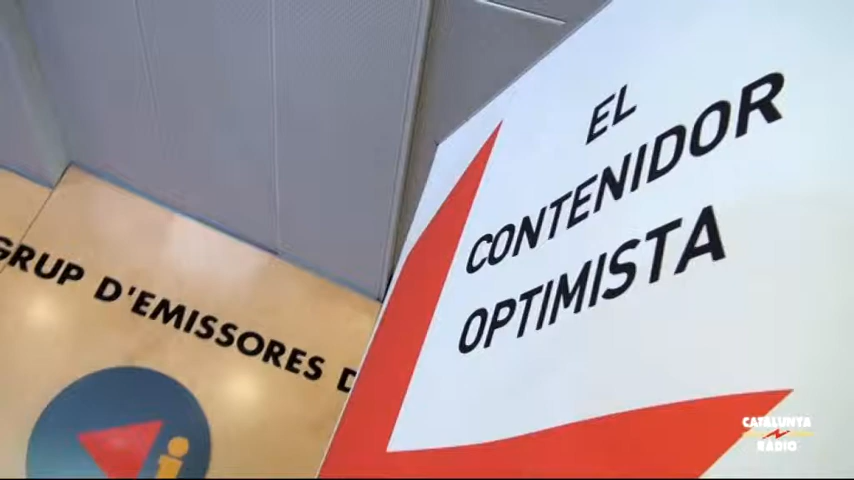 EL
CONTENIDOR
OPTIMISTA
GRUP D'EMISSORES D
i
CATALUNYA
RÀDIO